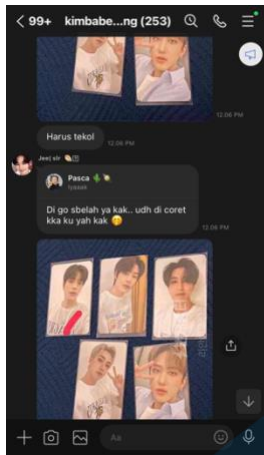 99+ kimbabe...ng (253)
Harus tekol
12.06 PM
Pasca
Di go sbelah ya kak.. udh di coret
kka ku yah kak
12.06 PM
Aa